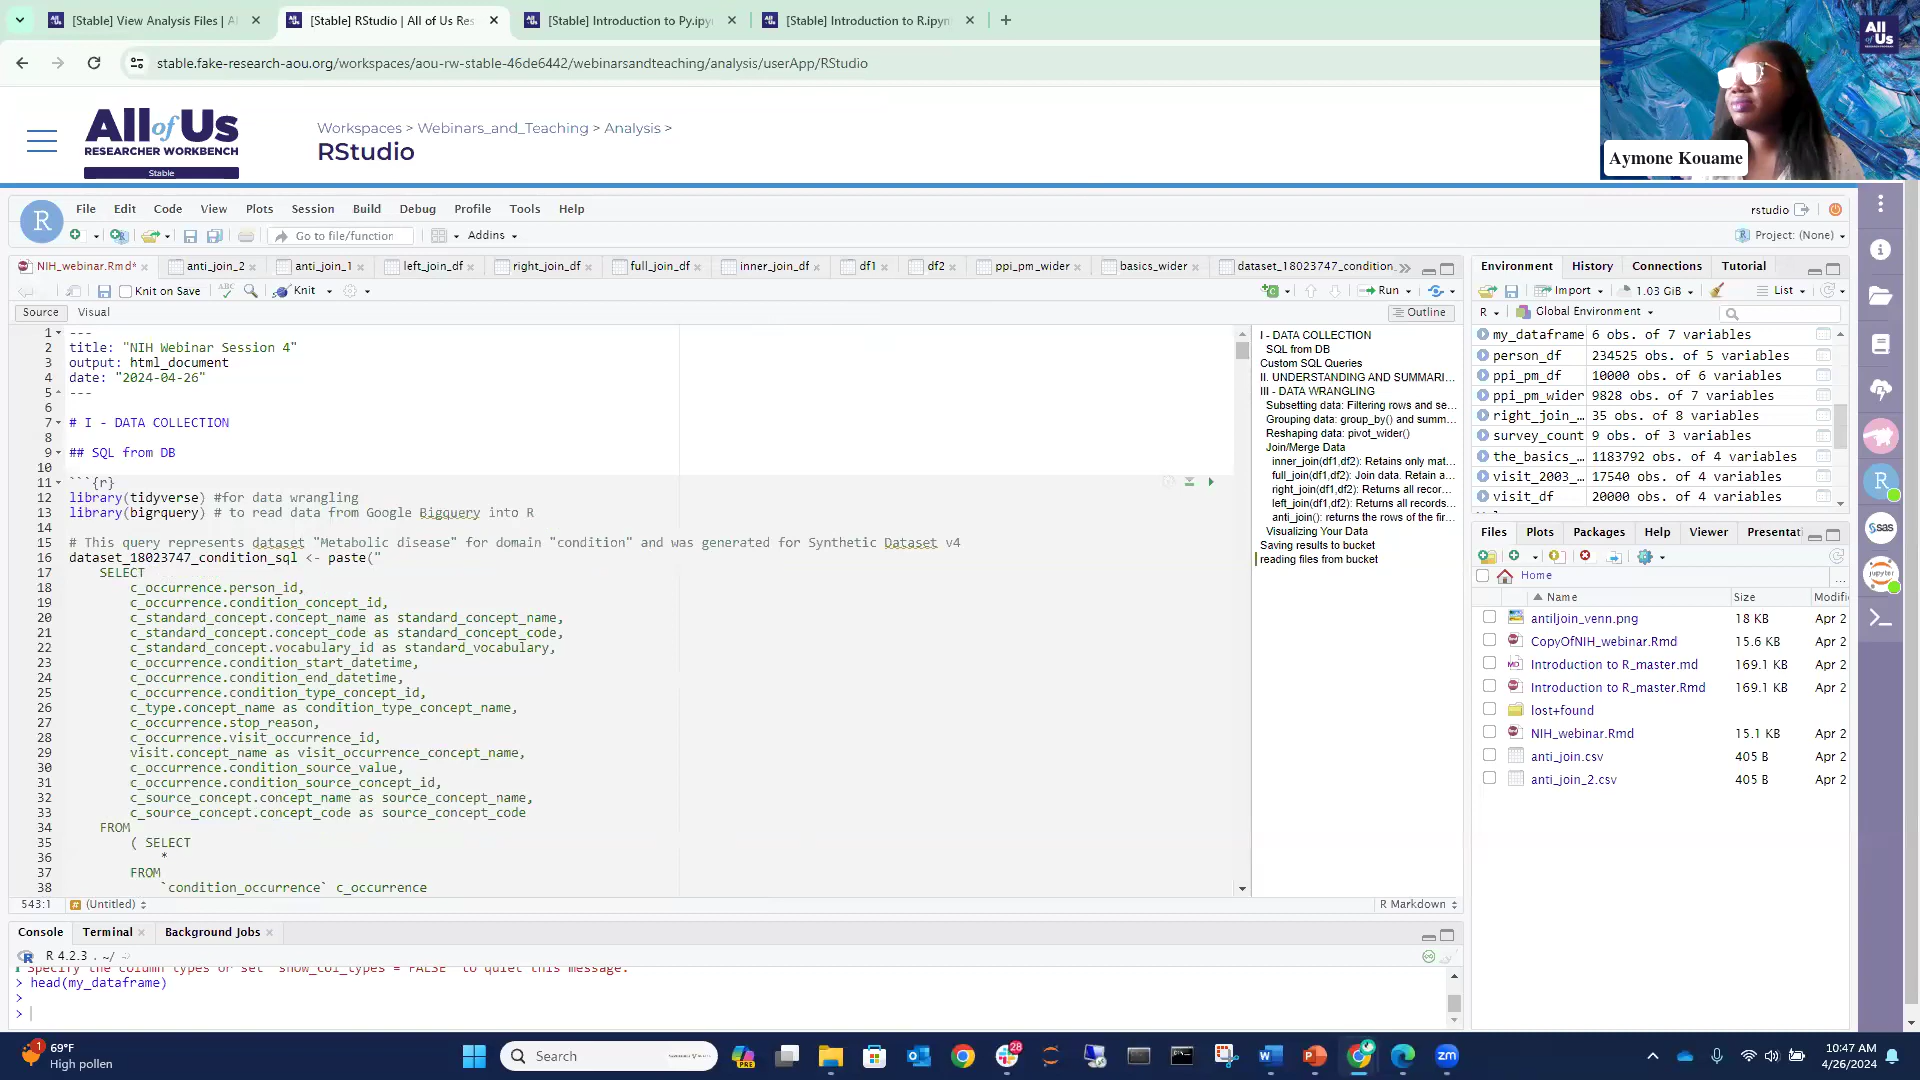 [Stable] View Analysis Files | A
[Stable] RStudio | All of Us Res
[Stable] Introduction to Py.ipy
[Stable] Introduction to R.ipyn
stable.fake-research-aou.org/workspaces/aou-rw-stable-46de6442/webinarsandteaching/analysis/userApp/RStudio
All of Us
Aymone Kouame
All of Us
RESEARCHER WORKBENCH
Stable
Workspaces > Webinars_and_Teaching > Analysis >
RStudio
File Edit Code View Plots Session Build Debug Profile Tools Help
rstudio
Go to file/function
Addins
Project: (None)
NIH_webinar.Rmd* anti_join_2 anti_join_1 left_join_df right_join_df full_join_df inner_join_df df1 df2 ppi_pm_wider basics_wider dataset_18023747_condition_
Knit on Save
Knit
Run
Source Visual
Outline
1 ---
2 title: "NIH Webinar Session 4"
3 output: html_document
4 date: "2024-04-26"
5 ---
6
7 # I - DATA COLLECTION
8
9 ## SQL from DB
10
11 ```{r}
12 library(tidyverse) #for data wrangling
13 library(bigrquery) # to read data from Google Bigquery into R
14
15 # This query represents dataset "Metabolic disease" for domain "condition" and was generated for Synthetic Dataset v4
16 dataset_18023747_condition_sql <- paste("
17 SELECT
18 c_occurrence.person_id,
19 c_occurrence.condition_concept_id,
20 c_standard_concept.concept_name as standard_concept_name,
21 c_standard_concept.concept_code as standard_concept_code,
22 c_standard_concept.vocabulary_id as standard_vocabulary,
23 c_occurrence.condition_start_datetime,
24 c_occurrence.condition_end_datetime,
25 c_occurrence.condition_type_concept_id,
26 c_type.concept_name as condition_type_concept_name,
27 c_occurrence.stop_reason,
28 c_occurrence.visit_occurrence_id,
29 visit.concept_name as visit_occurrence_concept_name,
30 c_occurrence.condition_source_value,
31 c_occurrence.condition_source_concept_id,
32 c_source_concept.concept_name as source_concept_name,
33 c_source_concept.concept_code as source_concept_code
34 FROM
35 ( SELECT
36 *
37 FROM
38 `condition_occurrence` c_occurrence
543:1 # (Untitled)
R Markdown
I - DATA COLLECTION
SQL from DB
Custom SQL Queries
II. UNDERSTANDING AND SUMMARI...
III - DATA WRANGLING
Subsetting data: Filtering rows and se...
Grouping data: group_by() and summ...
Reshaping data: pivot_wider()
Join/Merge Data
inner_join(df1,df2): Retains only mat...
full_join(df1,df2): Join data. Retain a...
right_join(df1,df2): Returns all recor...
left_join(df1,df2): Returns all records...
anti_join(): returns the rows of the fir...
Visualizing Your Data
Saving results to bucket
reading files from bucket
Console Terminal Background Jobs
R 4.2.3 . ~/
i Specify the column types or set `show_col_types = FALSE` to quiet this message.
> head(my_dataframe)
>
>
Environment History Connections Tutorial
Import 1.03 GiB List
R Global Environment
my_dataframe 6 obs. of 7 variables
person_df 234525 obs. of 5 variables
ppi_pm_df 10000 obs. of 6 variables
ppi_pm_wider 9828 obs. of 7 variables
right_join_... 35 obs. of 8 variables
survey_count 9 obs. of 3 variables
the_basics_... 1183792 obs. of 4 variables
visit_2003_... 17540 obs. of 4 variables
visit_df 20000 obs. of 4 variables
Files Plots Packages Help Viewer Presentati
Home
...
Name Size Modifi
antiljoin_venn.png 18 KB Apr 2
CopyOfNIH_webinar.Rmd 15.6 KB Apr 2
Introduction to R_master.md 169.1 KB Apr 2
Introduction to R_master.Rmd 169.1 KB Apr 2
lost+found
NIH_webinar.Rmd 15.1 KB Apr 2
anti_join.csv 405 B Apr 2
anti_join_2.csv 405 B Apr 2
R
sas
jupyter
69°F
High pollen
Search
PRE
28
zm
10:47 AM
4/26/2024